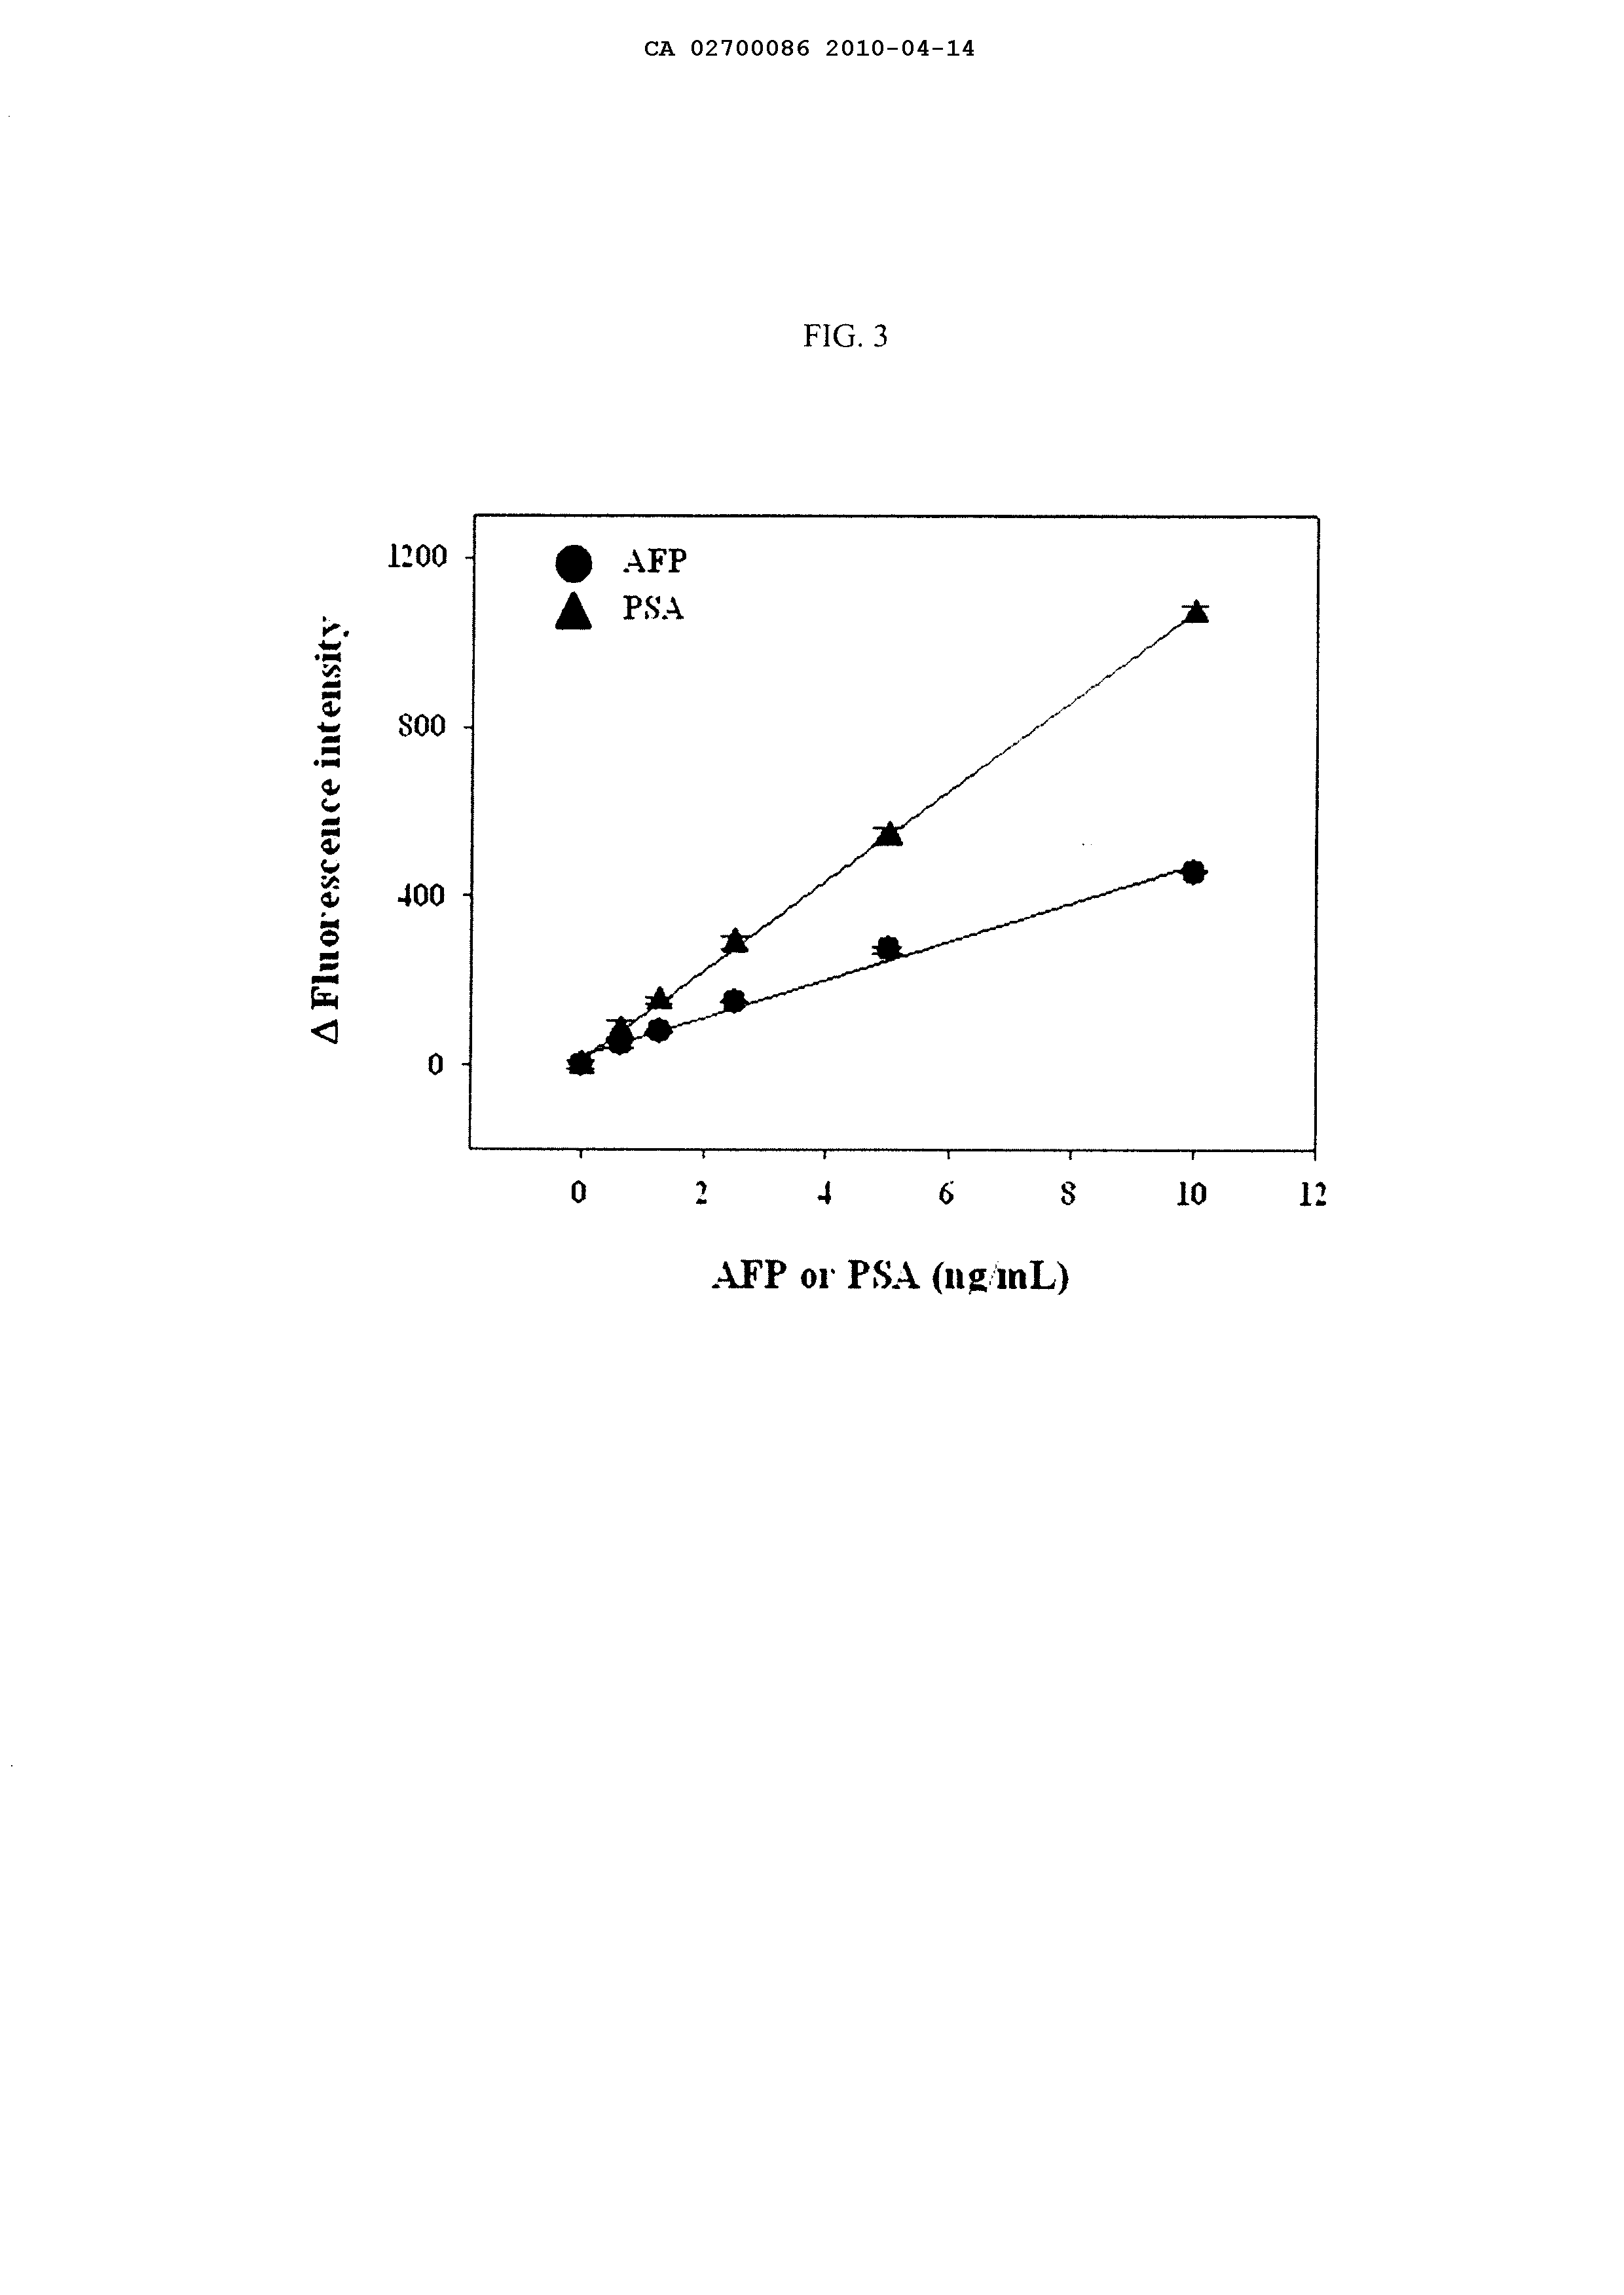 CA 02700086 2010-04-14
FIG. 3
1200
AFP
PSA
800
400
0
Δ Fluorescence intensity
0 2 4 6 8 10 12
AFP or PSA (ng/mL)